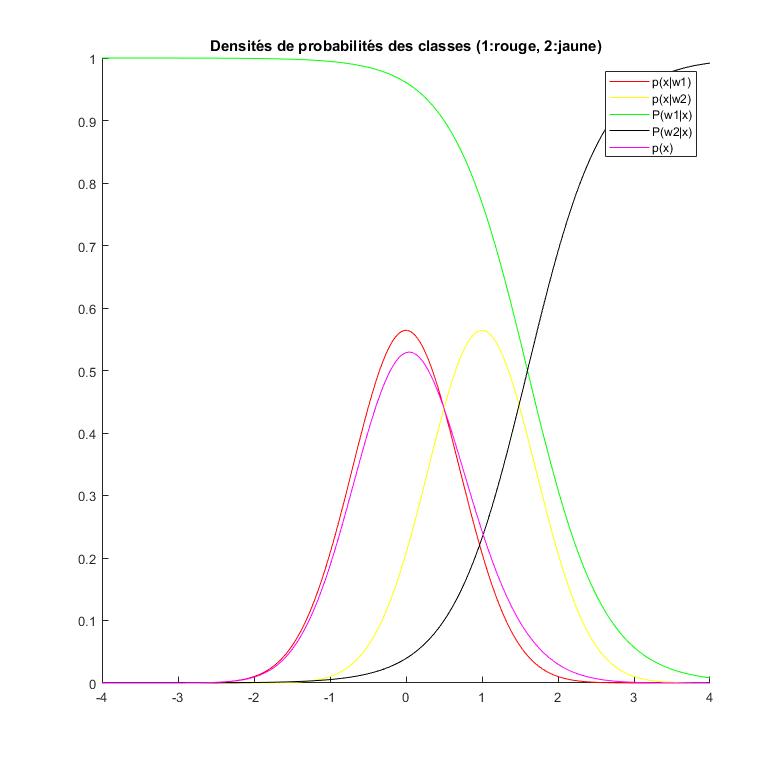 Densités de probabilités des classes (1:rouge, 2:jaune)
1
0.9
0.8
0.7
0.6
0.5
0.4
0.3
0.2
0.1
0
p(x|w1)
p(x|w2)
P(w1|x)
P(w2|x)
p(x)
-4 -3 -2 -1 0 1 2 3 4